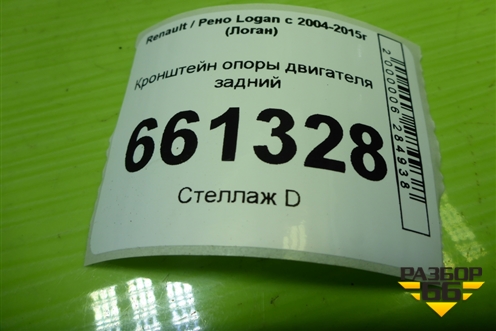 Renault / Рено Logan с 2004-2015г
(Логан)
Кронштейн опоры двигателя
задний
661328
Стеллаж D
2000006284938
РАЗБОР
66